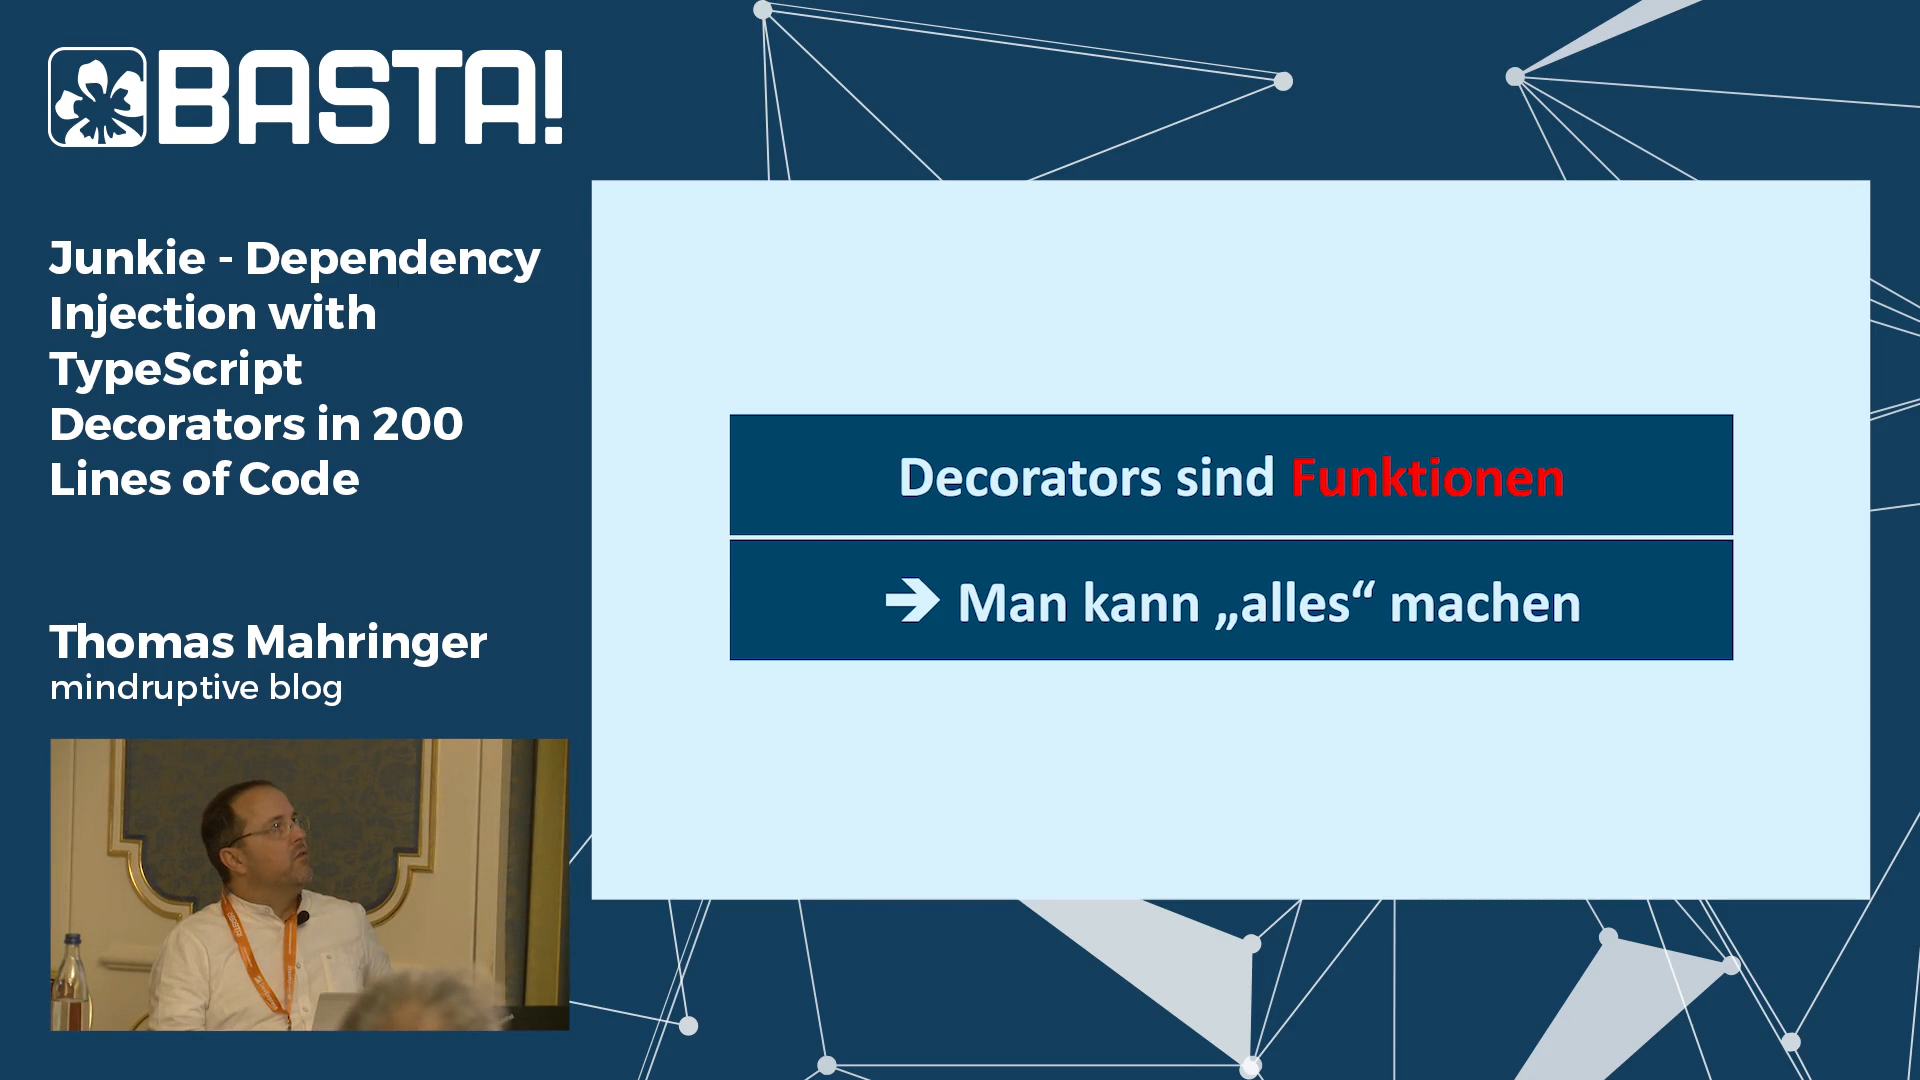 BASTA!
Junkie - Dependency
Injection with
TypeScript
Decorators in 200
Lines of Code
Thomas Mahringer
mindruptive blog
Decorators sind Funktionen
➔ Man kann „alles“ machen